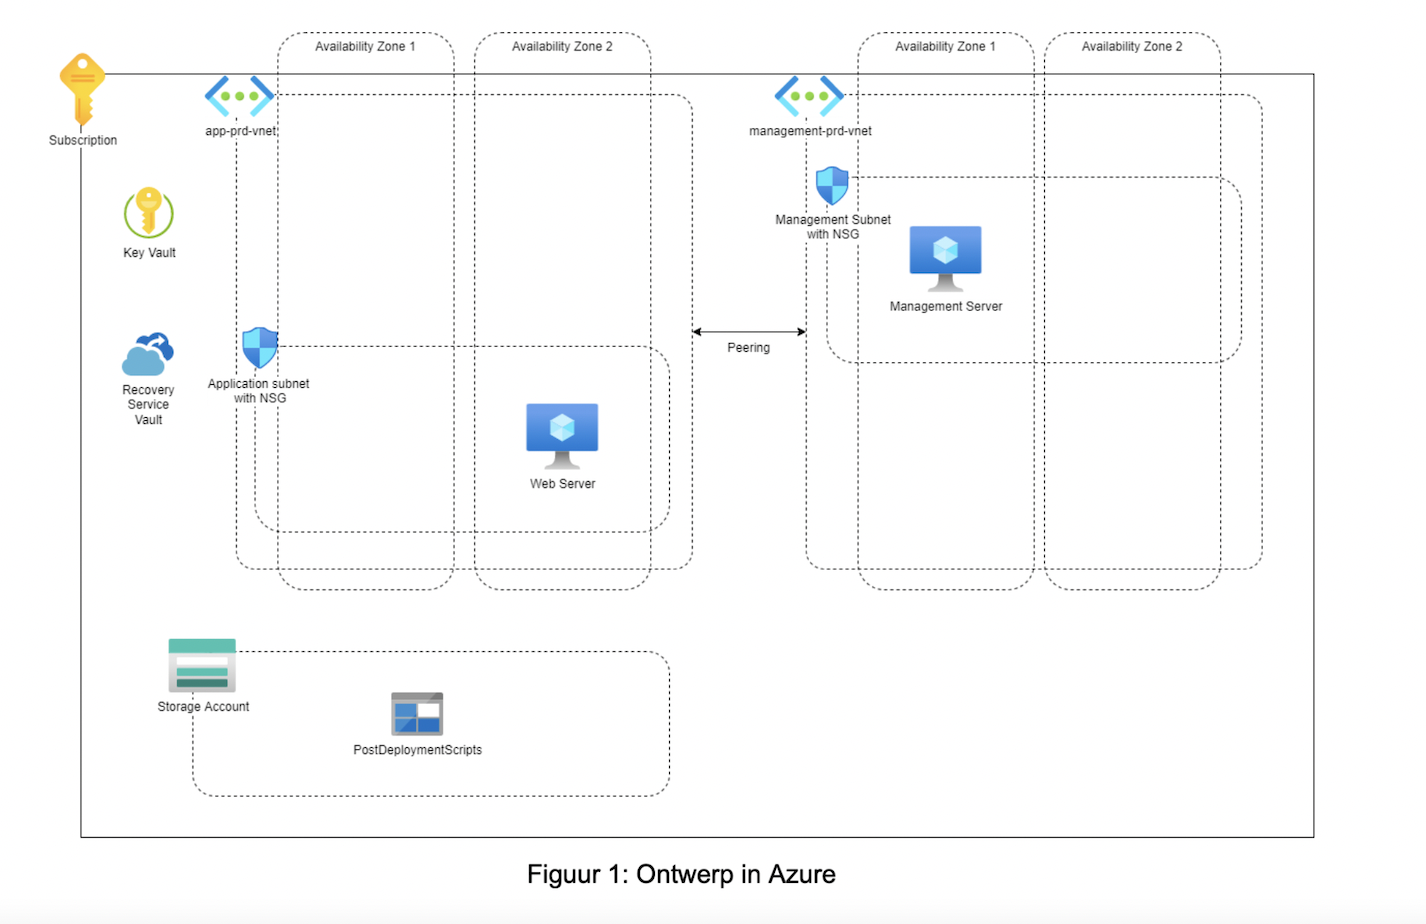 Availability Zone 1
Availability Zone 2
Availability Zone 1
Availability Zone 2
Subscription
app-prd-vnet
management-prd-vnet
Key Vault
Management Subnet
with NSG
Management Server
Peering
Recovery
Service
Vault
Application subnet
with NSG
Web Server
Storage Account
PostDeploymentScripts
Figuur 1: Ontwerp in Azure